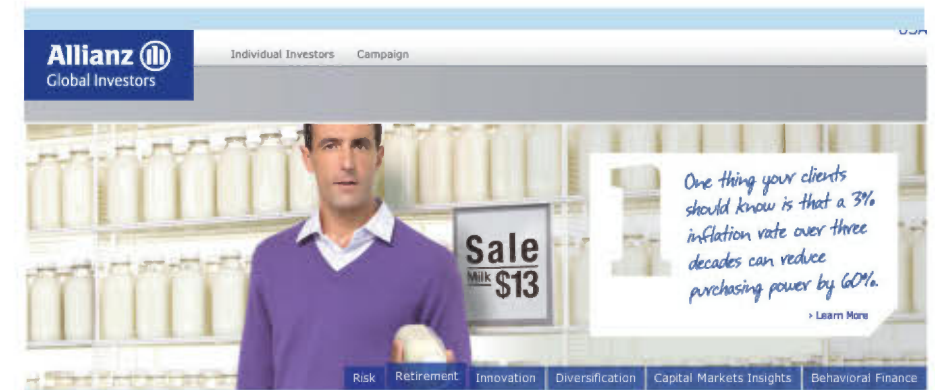 USA
Allianz
Global Investors
Individual Investors Campaign
Sale
Milk $13
1
One thing your clients
should know is that a 3%
inflation rate over three
decades can reduce
purchasing power by 60%.
› Learn More
Risk Retirement Innovation Diversification Capital Markets Insights Behavioral Finance